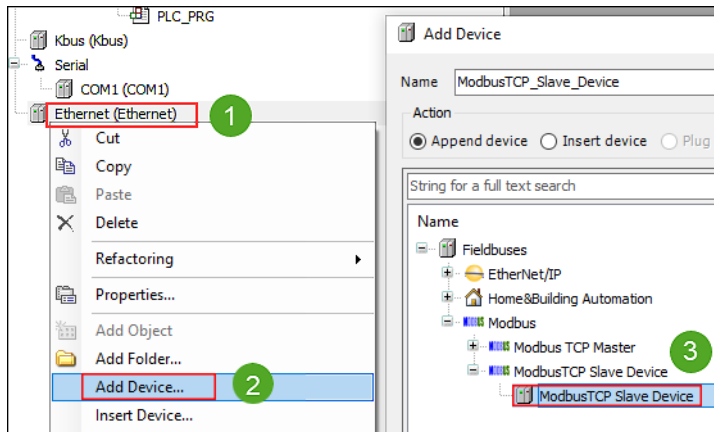 PLC_PRG
Kbus (Kbus)
Serial
COM1 (COM1)
Ethernet (Ethernet)
1
Cut
Copy
Paste
Delete
Refactoring
Properties...
Add Object
Add Folder...
Add Device...
2
Insert Device...
Add Device
Name ModbusTCP_Slave_Device
Action
Append device Insert device Plug
String for a full text search
Name
Fieldbuses
EtherNet/IP
Home&Building Automation
MODBUS Modbus
MODBUS Modbus TCP Master
3
MODBUS ModbusTCP Slave Device
ModbusTCP Slave Device